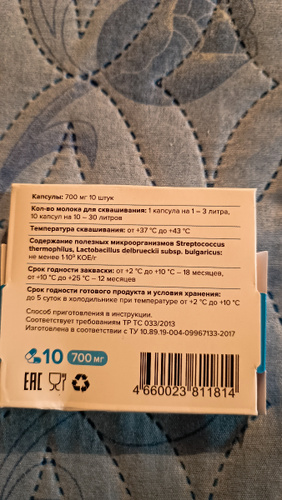 Капсулы: 700 мг 10 штук
Кол-во молока для сквашивания: 1 капсула на 1 – 3 литра,
10 капсул на 10 – 30 литров
Температура сквашивания: от +37 °C до +43 °C
Содержание полезных микроорганизмов Streptococcus
thermophilus, Lactobacillus delbrueckii subsp. bulgaricus:
не менее 1·10⁹ КОЕ/г
Срок годности закваски: от +2 °C до +10 °C – 18 месяцев,
от +10 °C до +25 °C – 12 месяцев
Срок годности готового продукта и условия хранения:
до 5 суток в холодильнике при температуре от +2 °C до +10 °C
Способ приготовления в инструкции.
Соответствует требованиям ТР ТС 033/2013
Изготовлена в соответствии с ТУ 10.89.19-004-09967133-2017
10 700 мг
EAC
4 660023 811814